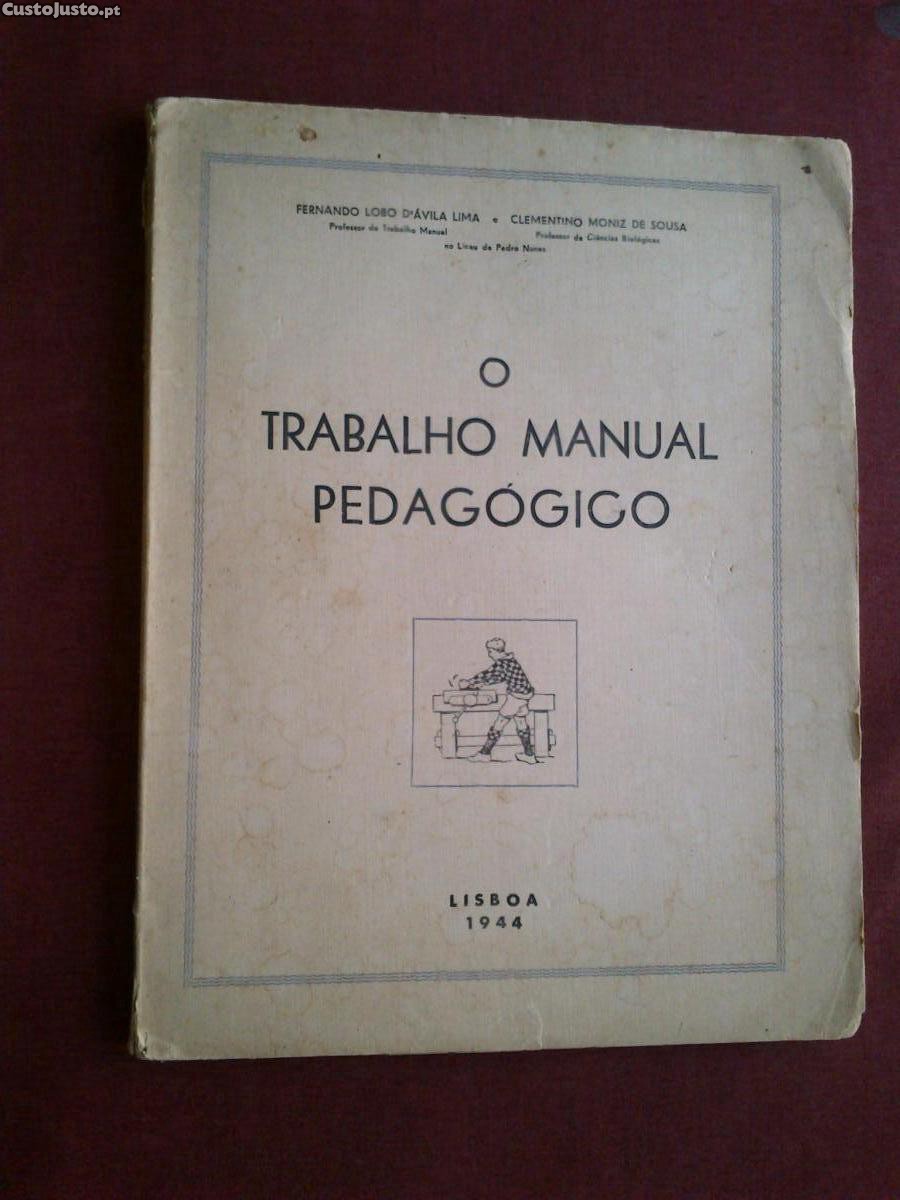 CustoJusto.pt
FERNANDO LOBO D'ÁVILA LIMA e CLEMENTINO MONIZ DE SOUSA
Professor de Trabalho Manual Professor de Ciências Biológicas
no Liceu de Pedro Nunes
O
TRABALHO MANUAL
PEDAGÓGICO
LISBOA
1944